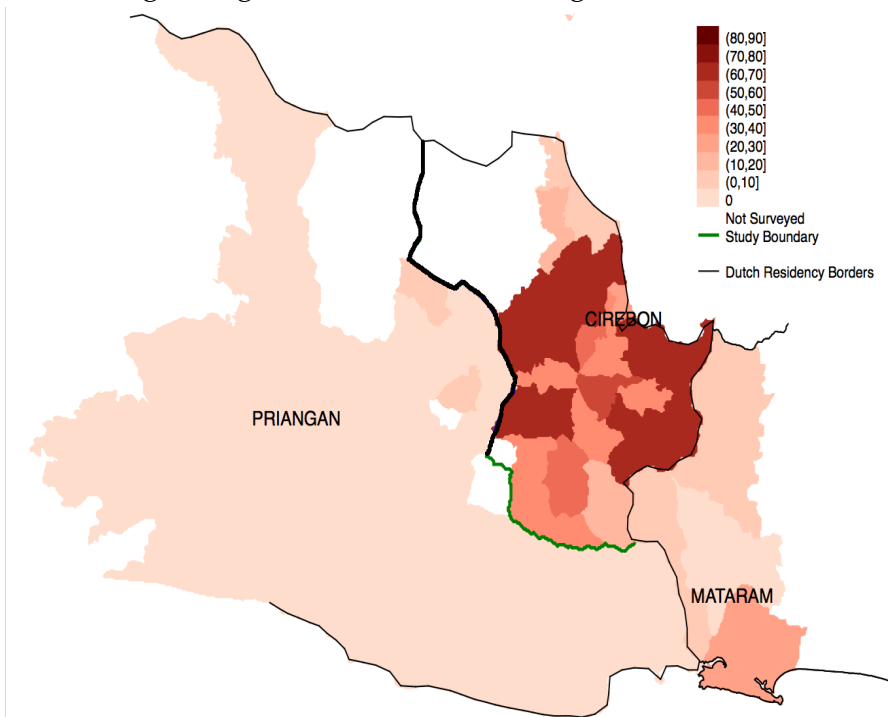 (80,90]
(70,80]
(60,70]
(50,60]
(40,50]
(30,40]
(20,30]
(10,20]
(0,10]
0
Not Surveyed
Study Boundary
Dutch Residency Borders
CIREBON
PRIANGAN
MATARAM